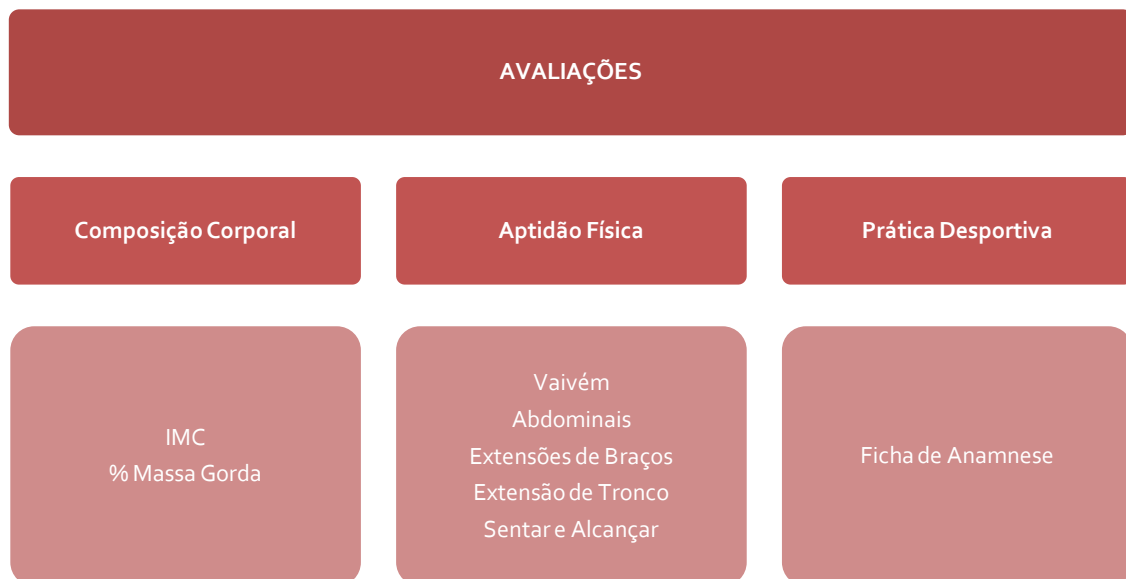 AVALIAÇÕES
Composição Corporal
Aptidão Física
Prática Desportiva
IMC
% Massa Gorda
Vaivém
Abdominais
Extensões de Braços
Extensão de Tronco
Sentar e Alcançar
Ficha de Anamnese